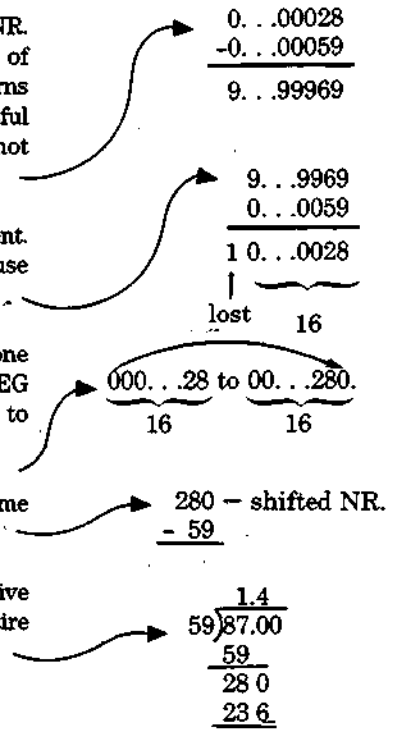 NR.
of
rns
ful
not
nt.
use
one
EG
to
me
ive
ire
0. . .00028
-0. . .00059
9. . .99969
9. . .9969
0. . .0059
1 0. . .0028
lost
16
000. . .28 to 00. . .280.
16
16
280 – shifted NR.
- 59
1.4
59)87.00
59
28 0
23 6